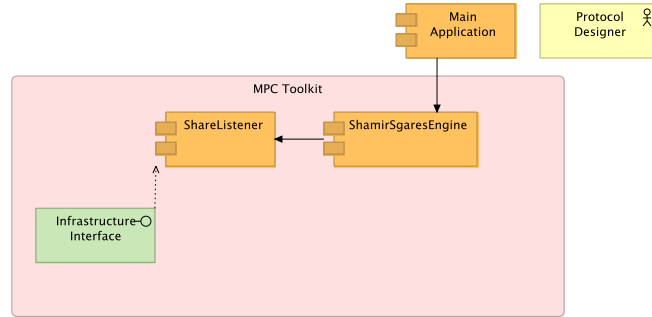 Main
Application
Protocol
Designer
MPC Toolkit
ShareListener
ShamirSgaresEngine
Infrastructure
Interface